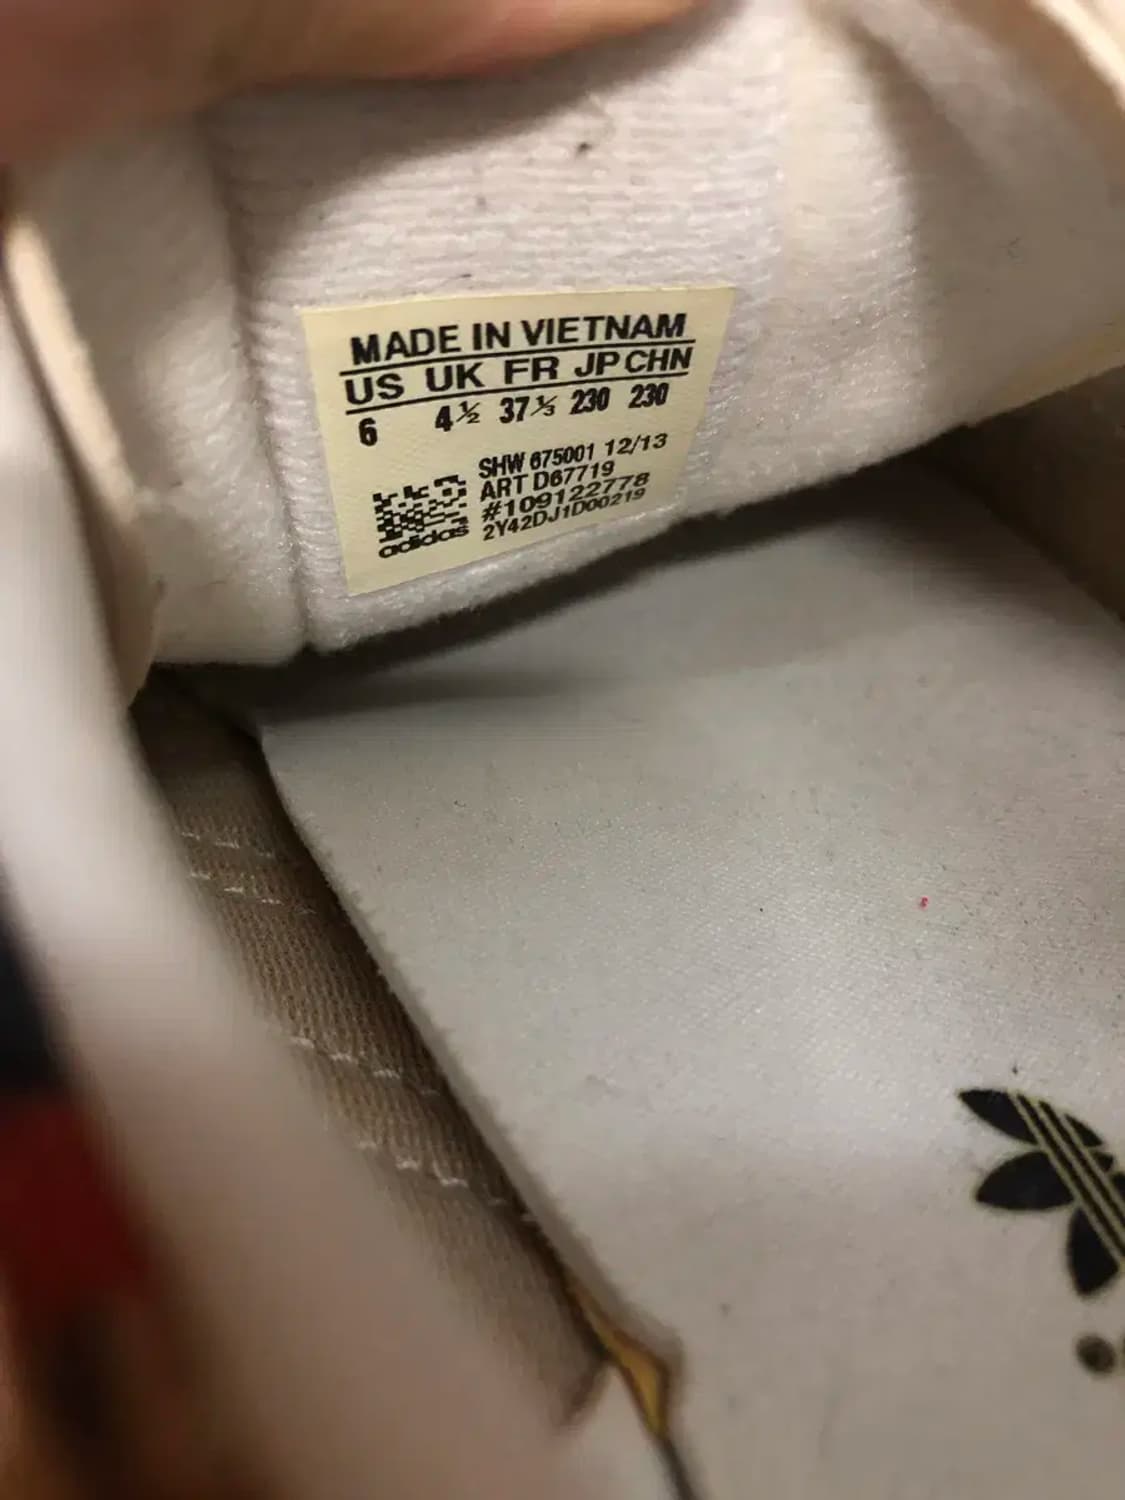 MADE IN VIETNAM
US UK FR JP CHN
6 4½ 37⅓ 230 230
SHW 675001 12/13
ART D67719
#109122778
2Y42DJ1D00219
adidas